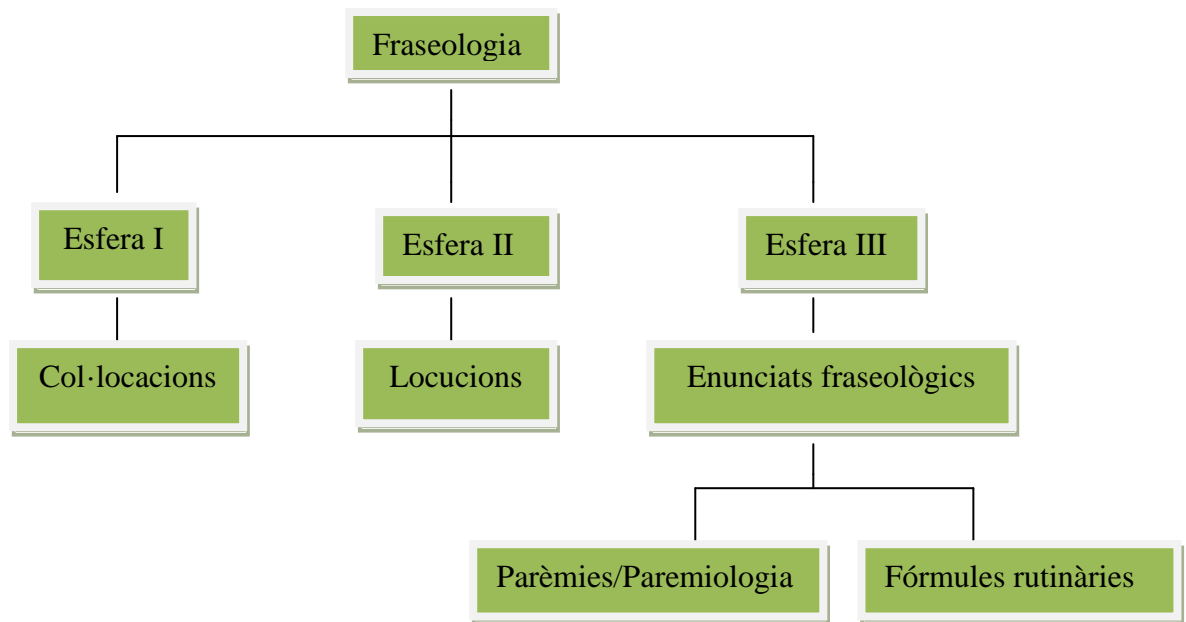 Fraseologia
Esfera I
Esfera II
Esfera III
Col·locacions
Locucions
Enunciats fraseològics
Parèmies/Paremiologia
Fórmules rutinàries